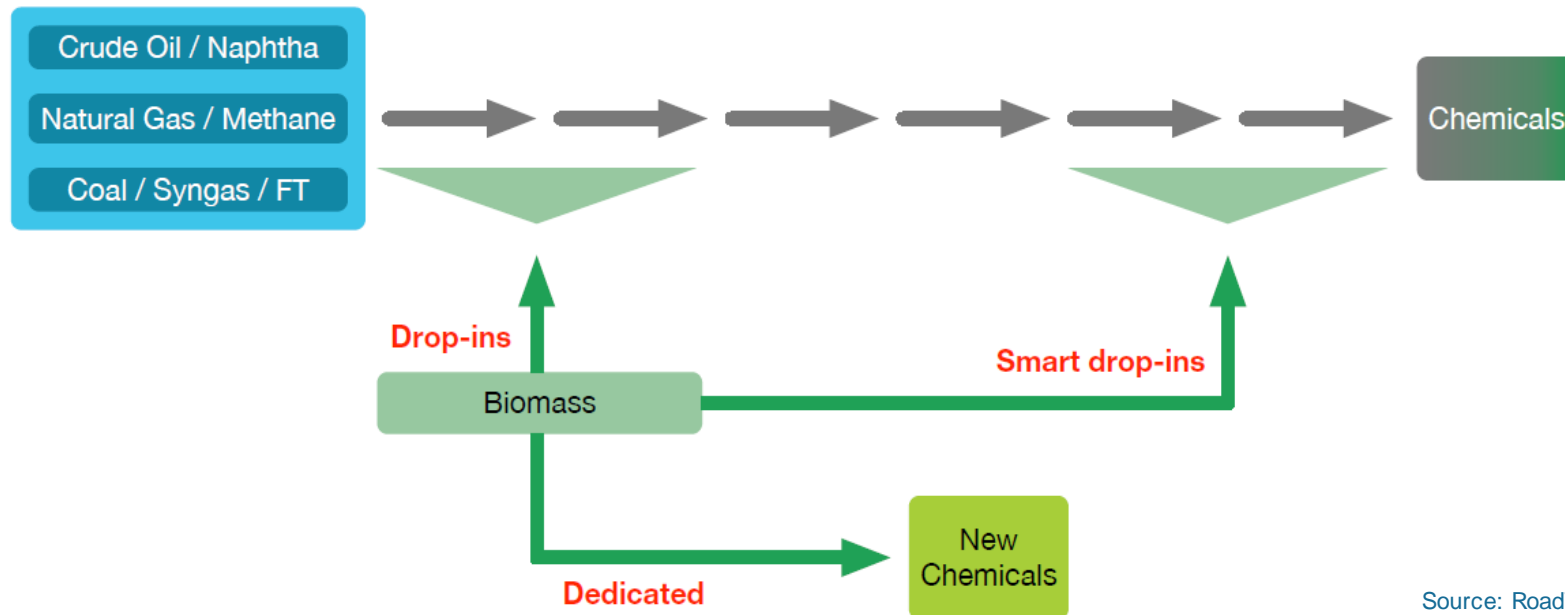 Crude Oil / Naphtha
Natural Gas / Methane
Coal / Syngas / FT
Chemicals
Drop-ins
Smart drop-ins
Biomass
New
Chemicals
Dedicated
Source: Road